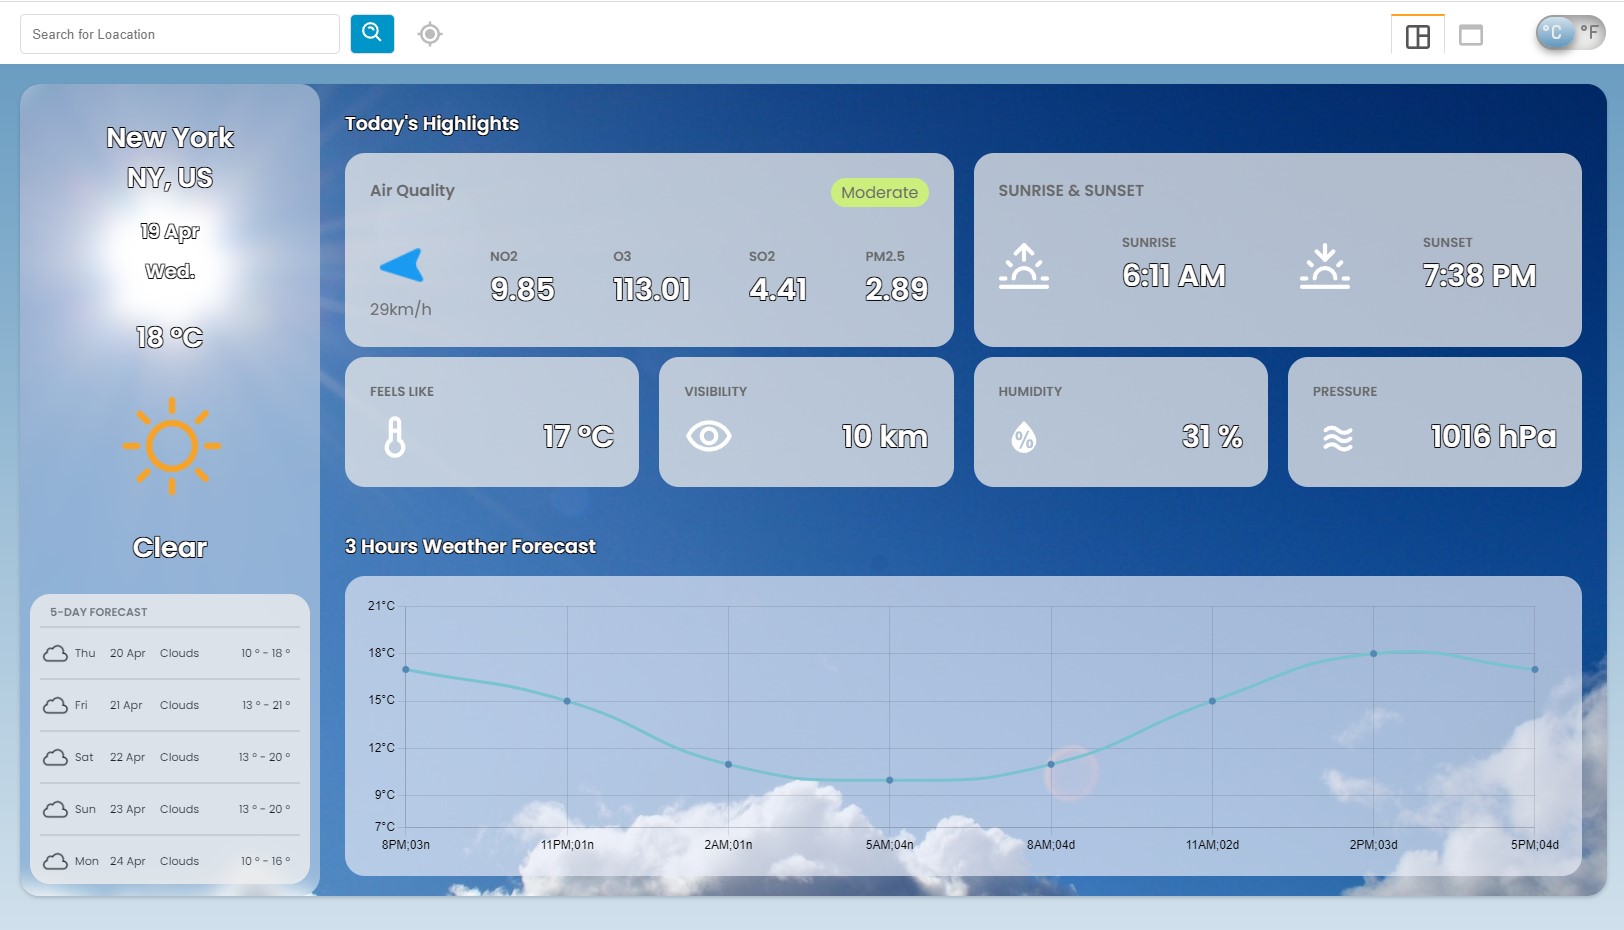 Search for Loacation
°C °F
New York
NY, US
19 Apr
Wed.
18 °C
Clear
5-DAY FORECAST
Thu 20 Apr Clouds 10 ° - 18 °
Fri 21 Apr Clouds 13 ° - 21 °
Sat 22 Apr Clouds 13 ° - 20 °
Sun 23 Apr Clouds 13 ° - 20 °
Mon 24 Apr Clouds 10 ° - 16 °
Today's Highlights
Air Quality Moderate
29km/h
NO2
9.85
O3
113.01
SO2
4.41
PM2.5
2.89
SUNRISE & SUNSET
SUNRISE
6:11 AM
SUNSET
7:38 PM
FEELS LIKE
17 °C
VISIBILITY
10 km
HUMIDITY
%
31 %
PRESSURE
1016 hPa
3 Hours Weather Forecast
21°C
18°C
15°C
12°C
9°C
7°C
8PM;03n 11PM;01n 2AM;01n 5AM;04n 8AM;04d 11AM;02d 2PM;03d 5PM;04d